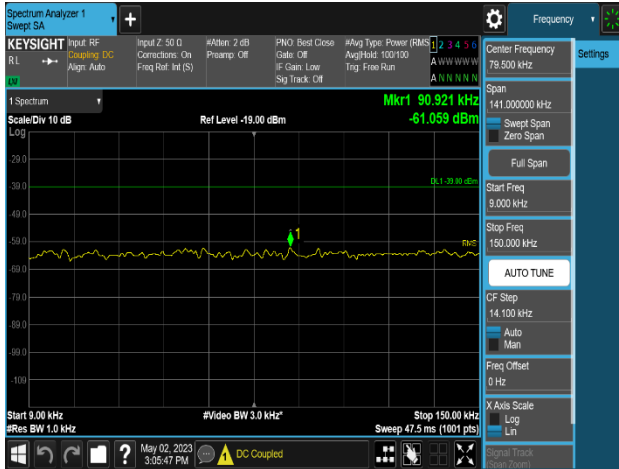 Spectrum Analyzer 1
Swept SA
+
Frequency
KEYSIGHT
RL
Input: RF
Coupling: DC
Align: Auto
Input Z: 50 Ω
Corrections: On
Freq Ref: Int (S)
#Atten: 2 dB
Preamp: Off
PNO: Best Close
Gate: Off
IF Gain: Low
Sig Track: Off
#Avg Type: Power (RMS
Avg|Hold: 100/100
Trig: Free Run
1 2 3 4 5 6
A W W W W W
A N N N N N
1 Spectrum
Scale/Div 10 dB
Log
Ref Level -19.00 dBm
Mkr1 90.921 kHz
-61.059 dBm
-29.0
-39.0
DL1 -39.00 dBm
-49.0
1
-59.0
RMS
-69.0
-79.0
-89.0
-99.0
-109
Start 9.00 kHz
#Res BW 1.0 kHz
#Video BW 3.0 kHz*
Stop 150.00 kHz
Sweep 47.5 ms (1001 pts)
?
May 02, 2023
3:05:47 PM
DC Coupled
Center Frequency
79.500 kHz
Settings
Span
141.000000 kHz
Swept Span
Zero Span
Full Span
Start Freq
9.000 kHz
Stop Freq
150.000 kHz
AUTO TUNE
CF Step
14.100 kHz
Auto
Man
Freq Offset
0 Hz
X Axis Scale
Log
Lin
Signal Track
(Span Zoom)